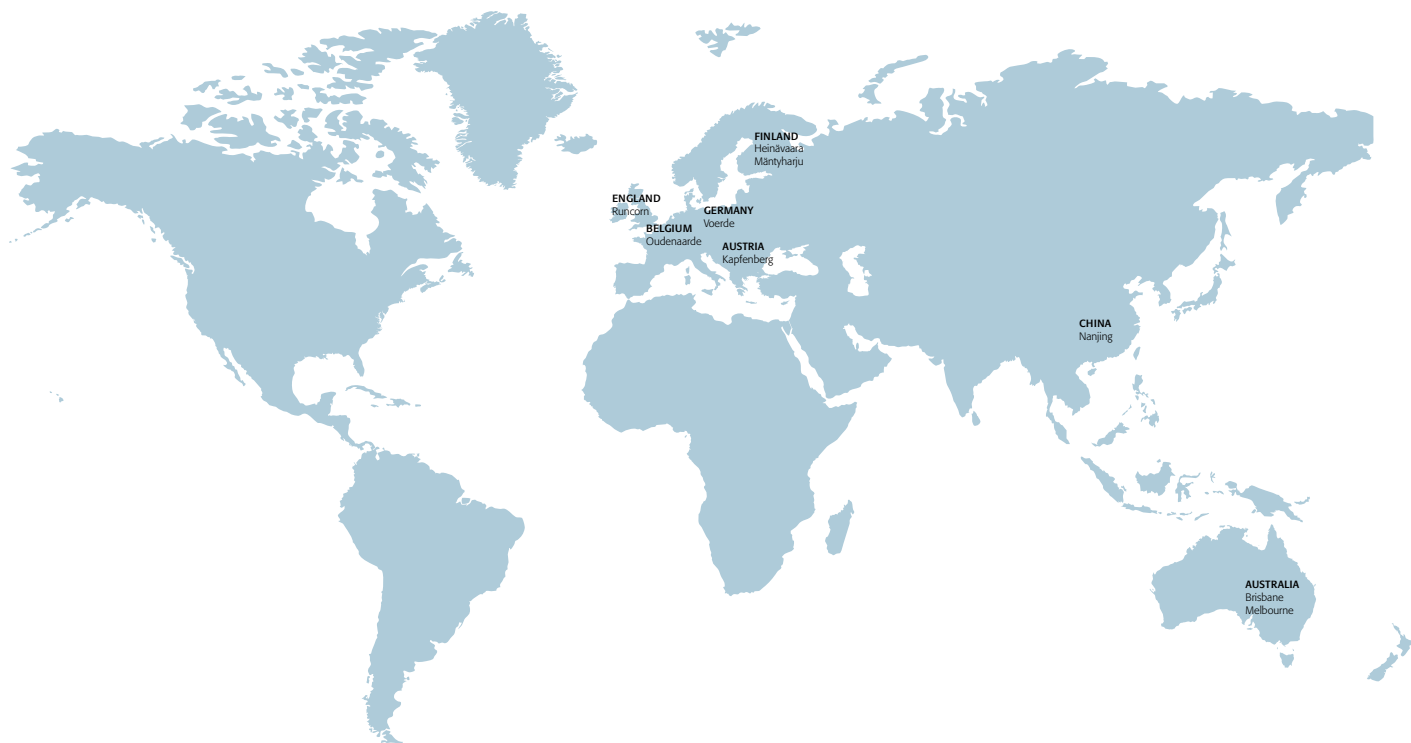 FINLAND
Heinävaara
Mäntyharju
ENGLAND
Runcorn
BELGIUM
Oudenaarde
GERMANY
Voerde
AUSTRIA
Kapfenberg
CHINA
Nanjing
AUSTRALIA
Brisbane
Melbourne